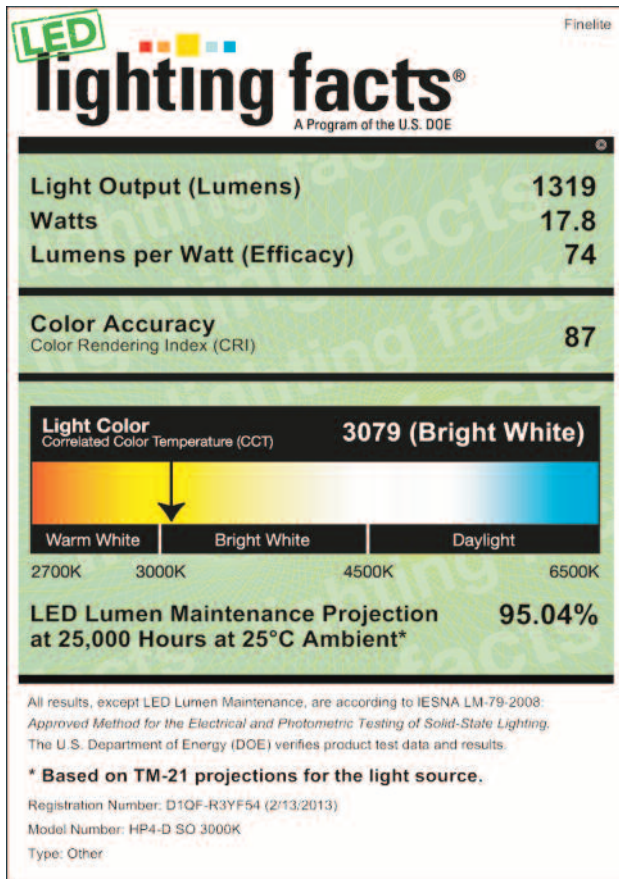 Finelite
LED
lighting facts®
A Program of the U.S. DOE
Light Output (Lumens) 1319
Watts 17.8
Lumens per Watt (Efficacy) 74
Color Accuracy
Color Rendering Index (CRI) 87
Light Color
Correlated Color Temperature (CCT) 3079 (Bright White)
Warm White Bright White Daylight
2700K 3000K 4500K 6500K
LED Lumen Maintenance Projection 95.04%
at 25,000 Hours at 25°C Ambient*
All results, except LED Lumen Maintenance, are according to IESNA LM-79-2008:
Approved Method for the Electrical and Photometric Testing of Solid-State Lighting.
The U.S. Department of Energy (DOE) verifies product test data and results.
* Based on TM-21 projections for the light source.
Registration Number: D1QF-R3YF54 (2/13/2013)
Model Number: HP4-D SO 3000K
Type: Other